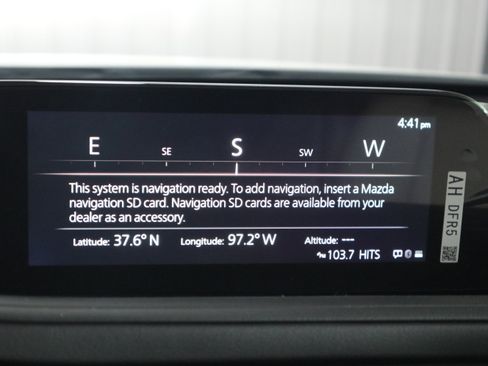 4:41 pm
E SE S SW W
This system is navigation ready. To add navigation, insert a Mazda
navigation SD card. Navigation SD cards are available from your
dealer as an accessory.
Latitude: 37.6° N Longitude: 97.2° W Altitude: ---
103.7 HITS
AH DFR5